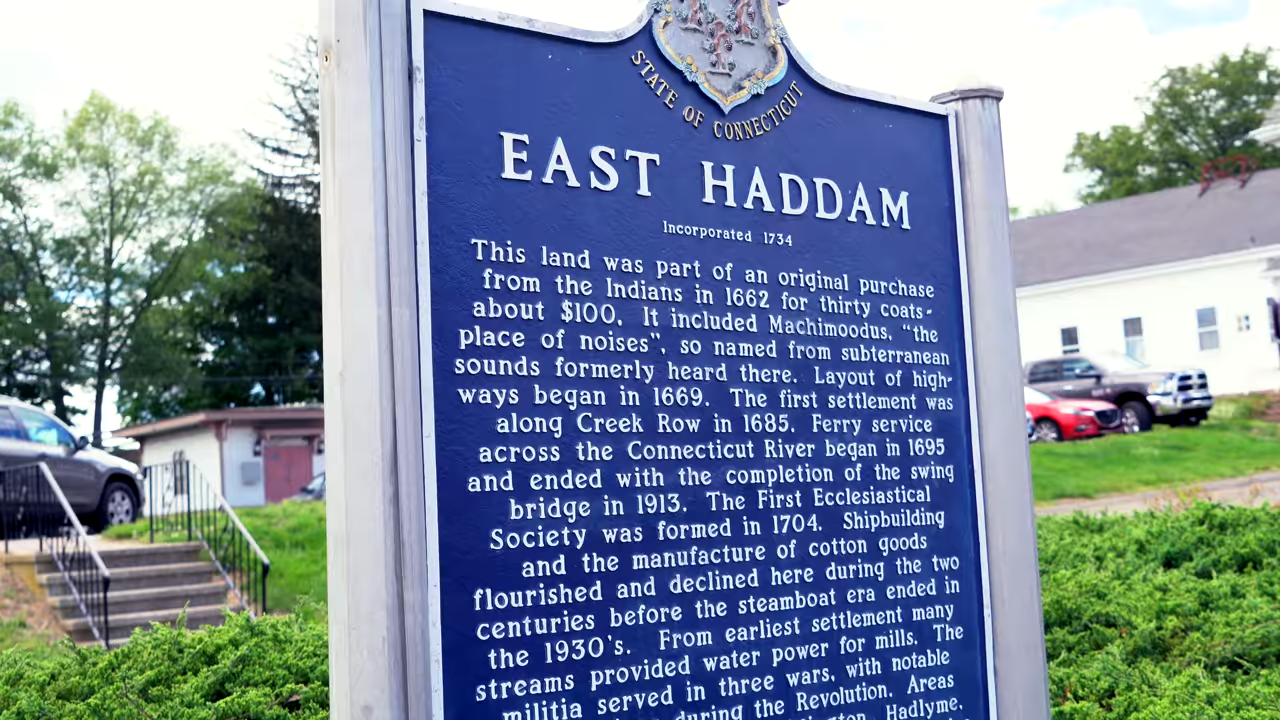 STATE OF CONNECTICUT
EAST HADDAM
Incorporated 1734
This land was part of an original purchase
from the Indians in 1662 for thirty coats-
about $100. It included Machimoodus, "the
place of noises", so named from subterranean
sounds formerly heard there. Layout of high-
ways began in 1669. The first settlement was
along Creek Row in 1685. Ferry service
across the Connecticut River began in 1695
and ended with the completion of the swing
bridge in 1913. The First Ecclesiastical
Society was formed in 1704. Shipbuilding
and the manufacture of cotton goods
flourished and declined here during the two
centuries before the steamboat era ended in
the 1930's. From earliest settlement many
streams provided water power for mills. The
militia served in three wars, with notable
during the Revolution. Areas
Hadlyme,